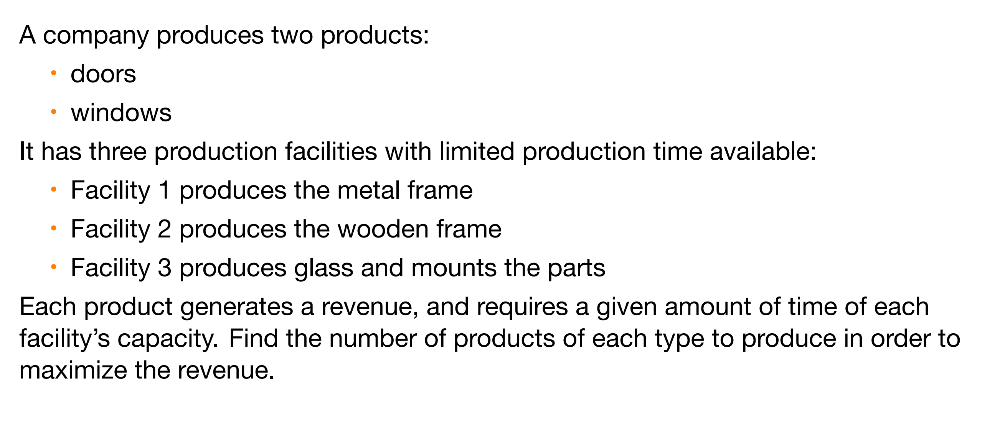 A company produces two products:
• doors
• windows
It has three production facilities with limited production time available:
• Facility 1 produces the metal frame
• Facility 2 produces the wooden frame
• Facility 3 produces glass and mounts the parts
Each product generates a revenue, and requires a given amount of time of each
facility’s capacity. Find the number of products of each type to produce in order to
maximize the revenue.